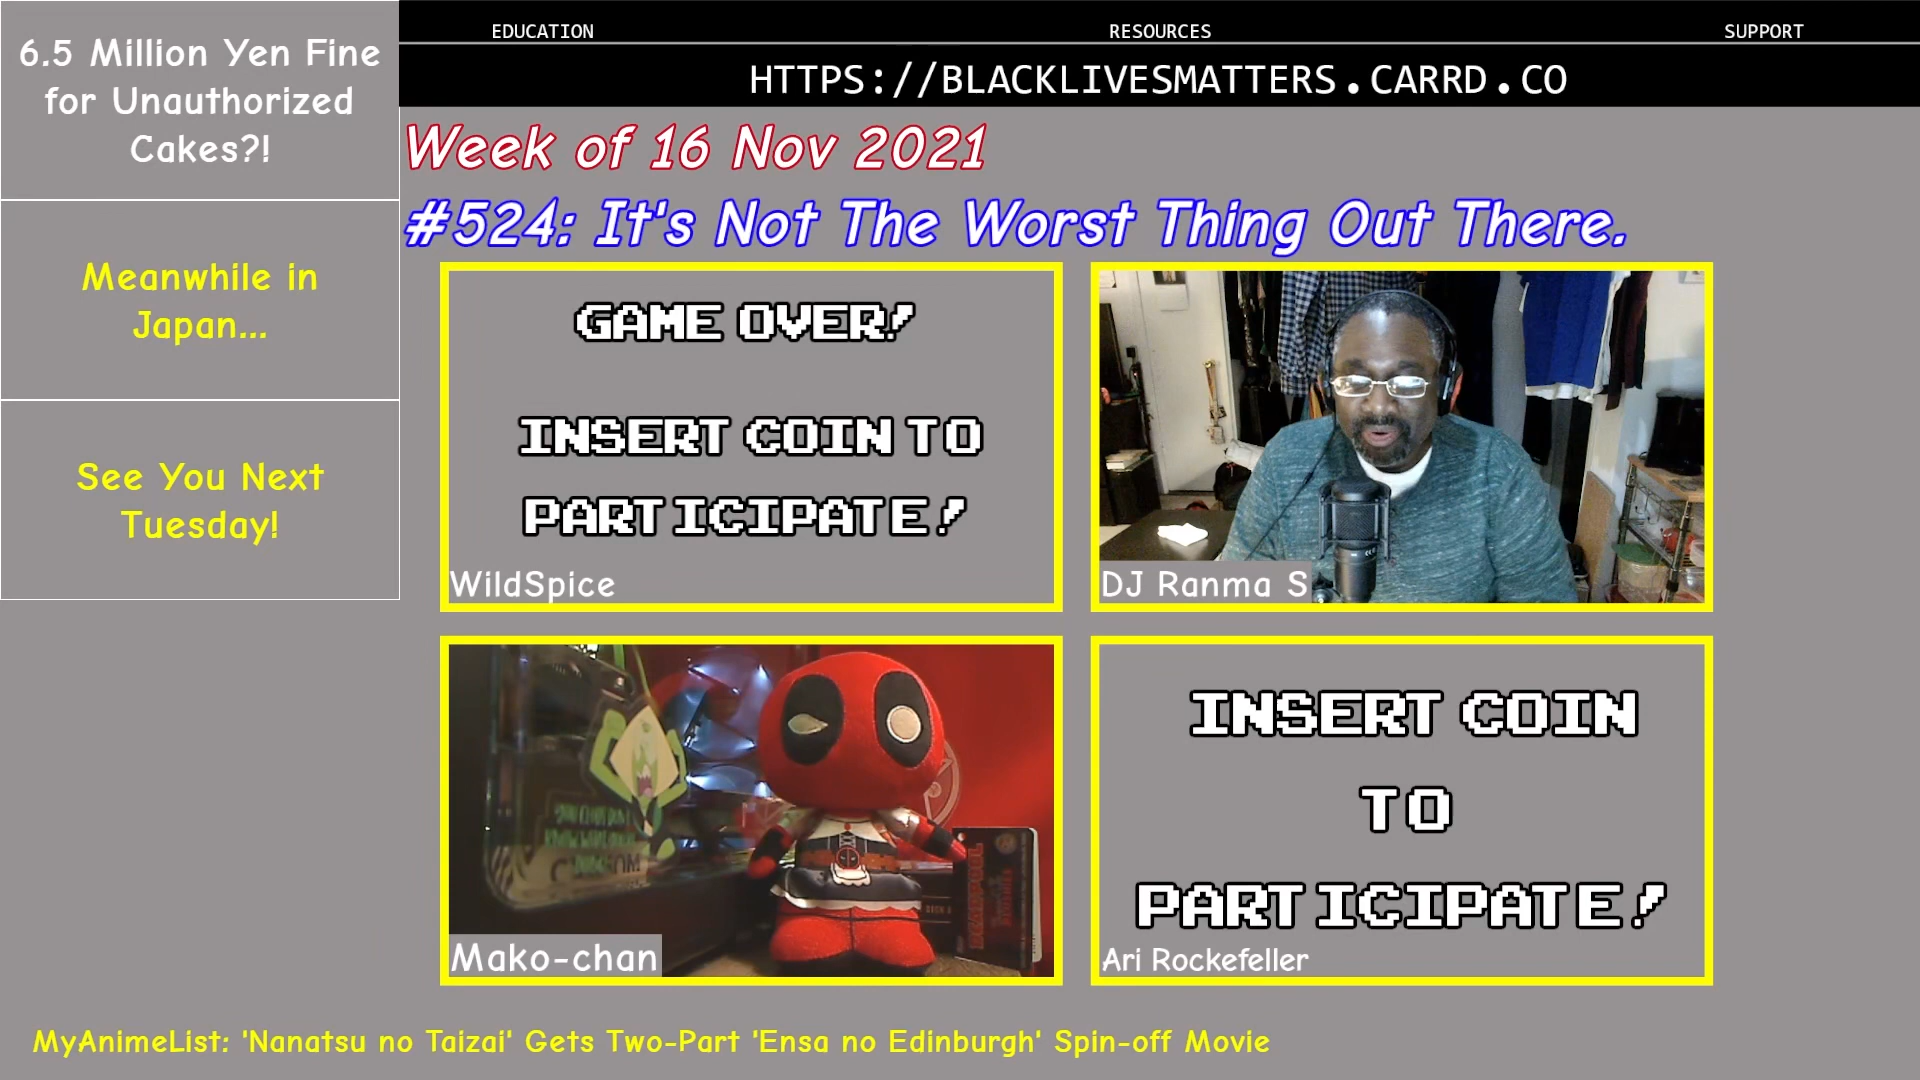 6.5 Million Yen Fine
for Unauthorized
Cakes?!
Meanwhile in
Japan...
See You Next
Tuesday!
EDUCATION RESOURCES SUPPORT
HTTPS://BLACKLIVESMATTERS.CARRD.CO
Week of 16 Nov 2021
#524: It's Not The Worst Thing Out There.
GAME OVER!
INSERT COIN TO
PARTICIPATE!
WildSpice
DJ Ranma S
DEADPOOL
Mako-chan
INSERT COIN
TO
PARTICIPATE!
Ari Rockefeller
MyAnimeList: 'Nanatsu no Taizai' Gets Two-Part 'Ensa no Edinburgh' Spin-off Movie